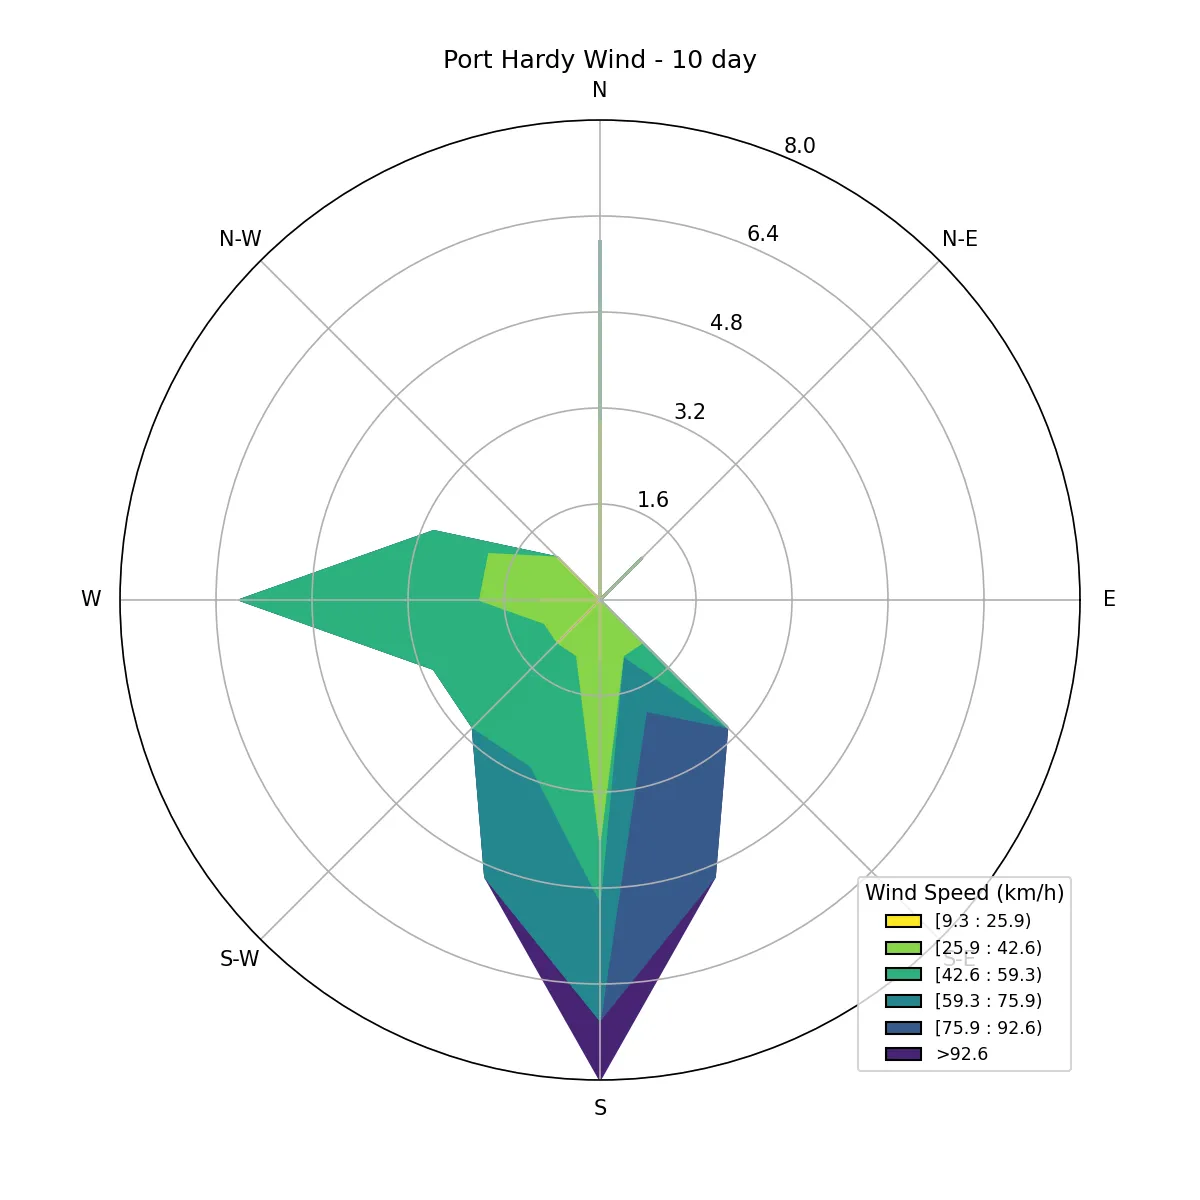 Port Hardy Wind - 10 day
N
8.0
N-W
6.4
N-E
4.8
3.2
1.6
W
E
S-W
S-E
Wind Speed (km/h)
[9.3 : 25.9)
[25.9 : 42.6)
[42.6 : 59.3)
[59.3 : 75.9)
[75.9 : 92.6)
>92.6
S